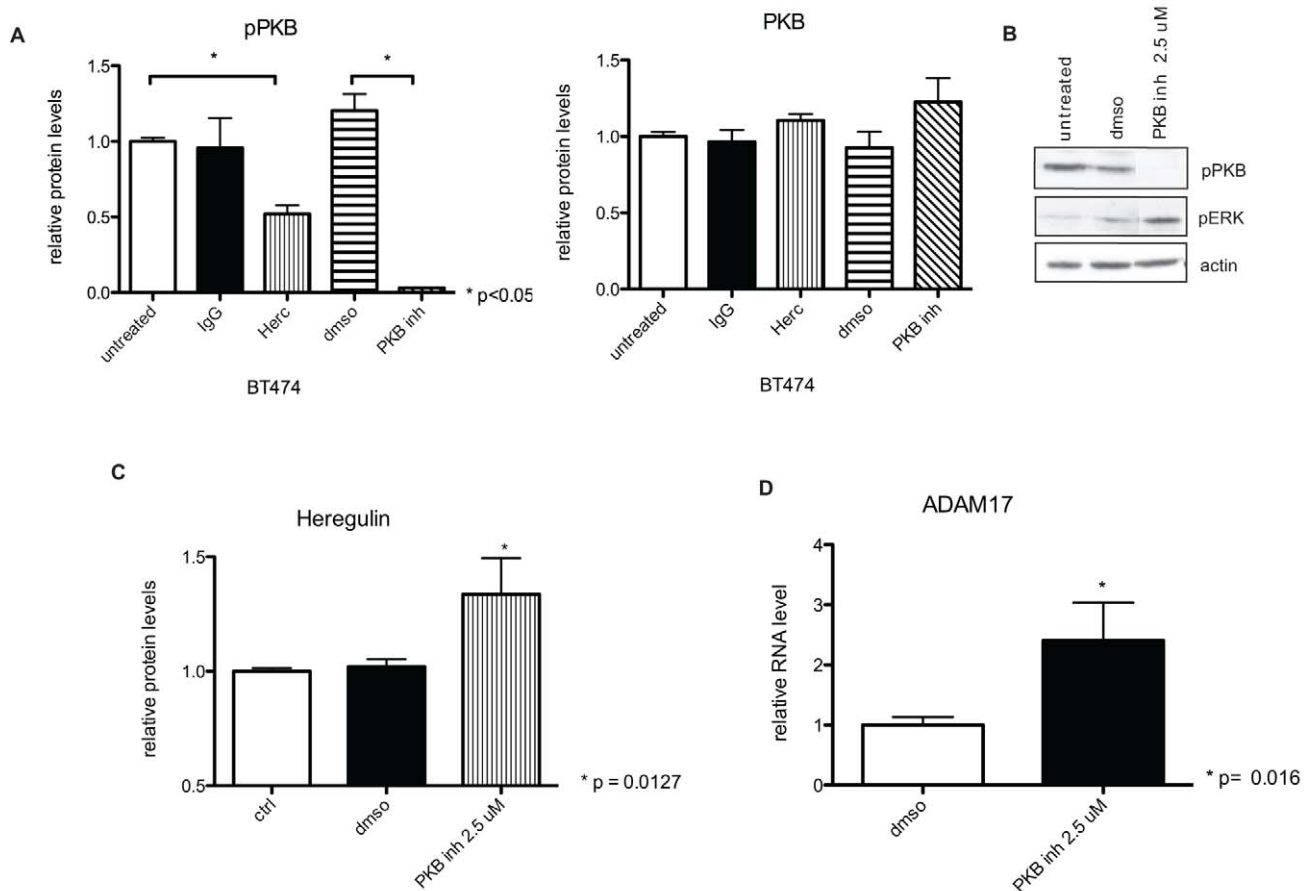 A
pPKB
relative protein levels
1.5
1.0
0.5
0.0
*
*
untreated
IgG
Herc
dmso
PKB inh
* p<0.05
BT474
PKB
relative protein levels
1.5
1.0
0.5
0.0
untreated
IgG
Herc
dmso
PKB inh
BT474
B
untreated
dmso
PKB inh 2.5 uM
pPKB
pERK
actin
C
Heregulin
relative protein levels
1.5
1.0
0.5
*
ctrl
dmso
PKB inh 2.5 uM
* p = 0.0127
D
ADAM17
relative RNA level
4
3
2
1
0
*
dmso
PKB inh 2.5 uM
* p= 0.016